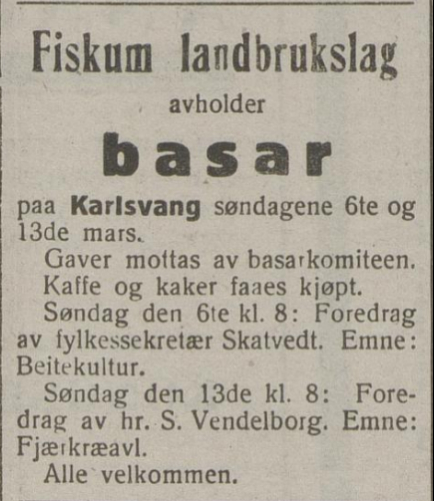 Fiskum landbrukslag
avholder
basar
paa Karlsvang søndagene 6te og
13de mars.
Gaver mottas av basarkomiteen.
Kaffe og kaker faaes kjøpt.
Søndag den 6te kl. 8: Foredrag
av fylkessekretær Skatvedt. Emne:
Beitekultur.
Søndag den 13de kl. 8: Fore-
drag av hr. S. Vendelborg. Emne:
Fjærkræavl.
Alle velkommen.